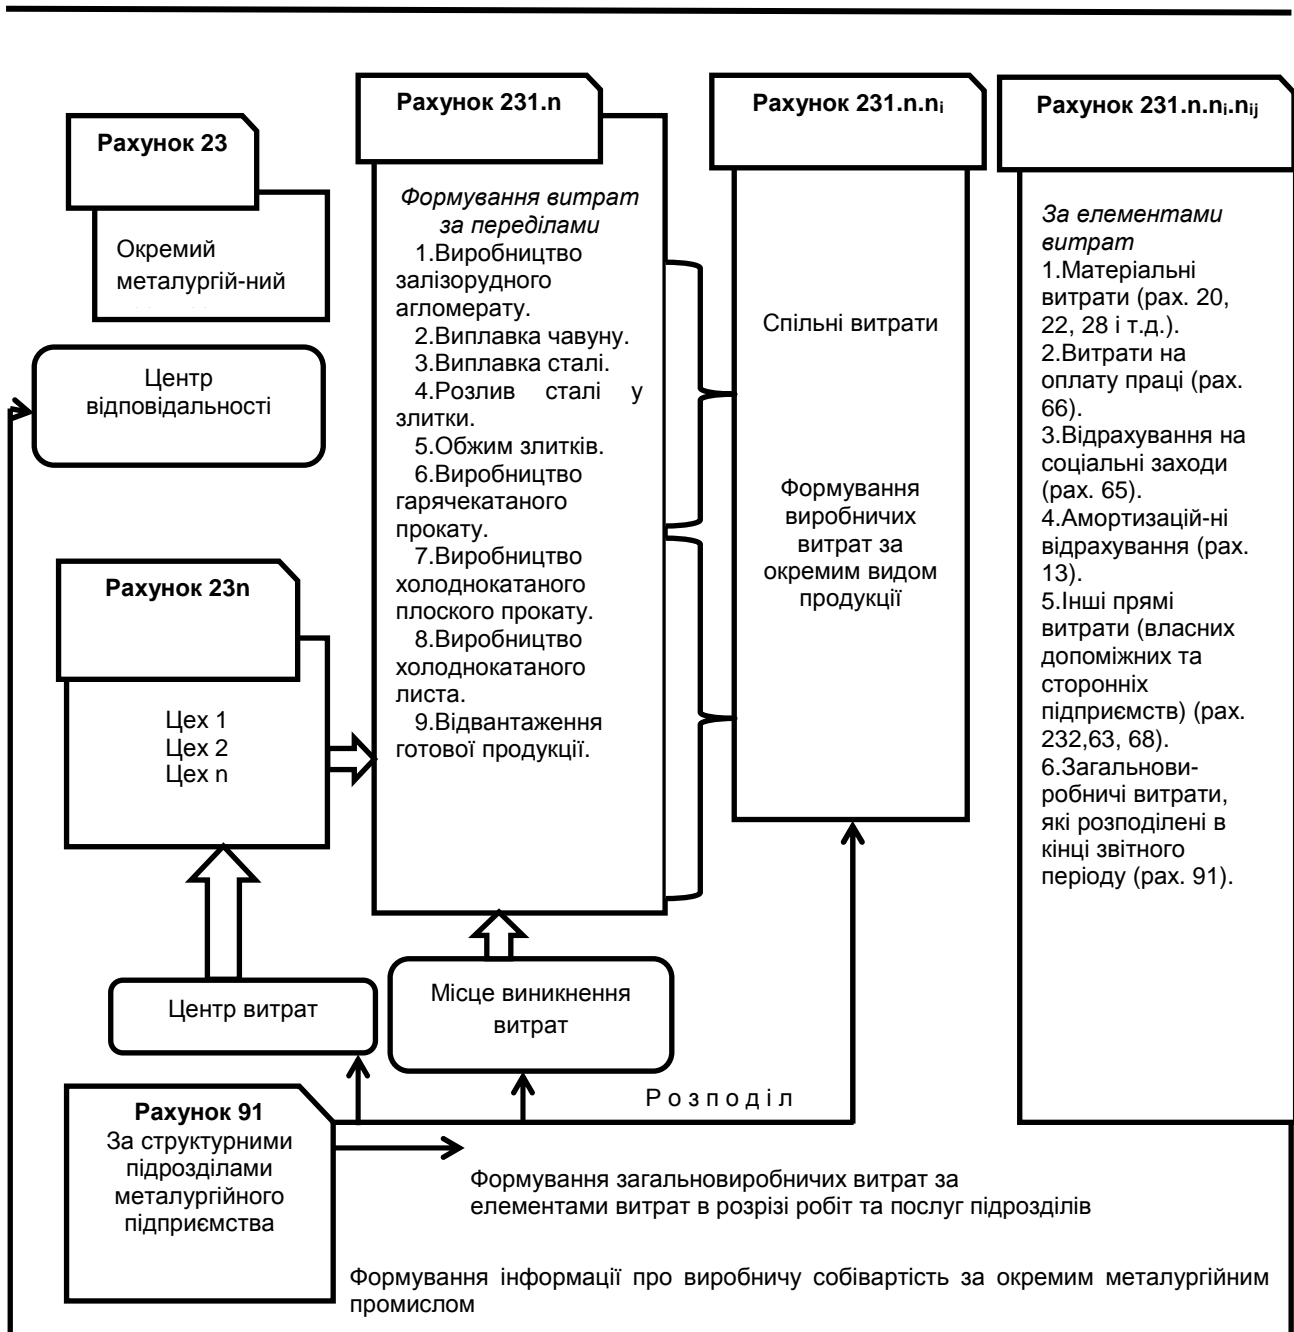 Рахунок 23
Окремий
металургій-ний
Центр
відповідальності
Рахунок 23n
Цех 1
Цех 2
Цех n
Центр витрат
Рахунок 231.n
Формування витрат
за переділами
1.Виробництво
залізорудного
агломерату.
2.Виплавка чавуну.
3.Виплавка сталі.
4.Розлив сталі у
злитки.
5.Обжим злитків.
6.Виробництво
гарячекатаного
прокату.
7.Виробництво
холоднокатаного
плоского прокату.
8.Виробництво
холоднокатаного
листа.
9.Відвантаження
готової продукції.
Місце виникнення
витрат
Рахунок 231.n.nᵢ
Спільні витрати
Формування
виробничих
витрат за
окремим видом
продукції
Рахунок 231.n.nᵢ.nᵢⱼ
За елементами
витрат
1.Матеріальні
витрати (рах. 20,
22, 28 і т.д.).
2.Витрати на
оплату праці (рах.
66).
3.Відрахування на
соціальні заходи
(рах. 65).
4.Амортизацій-ні
відрахування (рах.
13).
5.Інші прямі
витрати (власних
допоміжних та
сторонніх
підприємств) (рах.
232,63, 68).
6.Загальнови-
робничі витрати,
які розподілені в
кінці звітного
періоду (рах. 91).
Рахунок 91
За структурними
підрозділами
металургійного
підприємства
Р о з п о д і л
Формування загальновиробничих витрат за
елементами витрат в розрізі робіт та послуг підрозділів
Формування інформації про виробничу собівартість за окремим металургійним
промислом